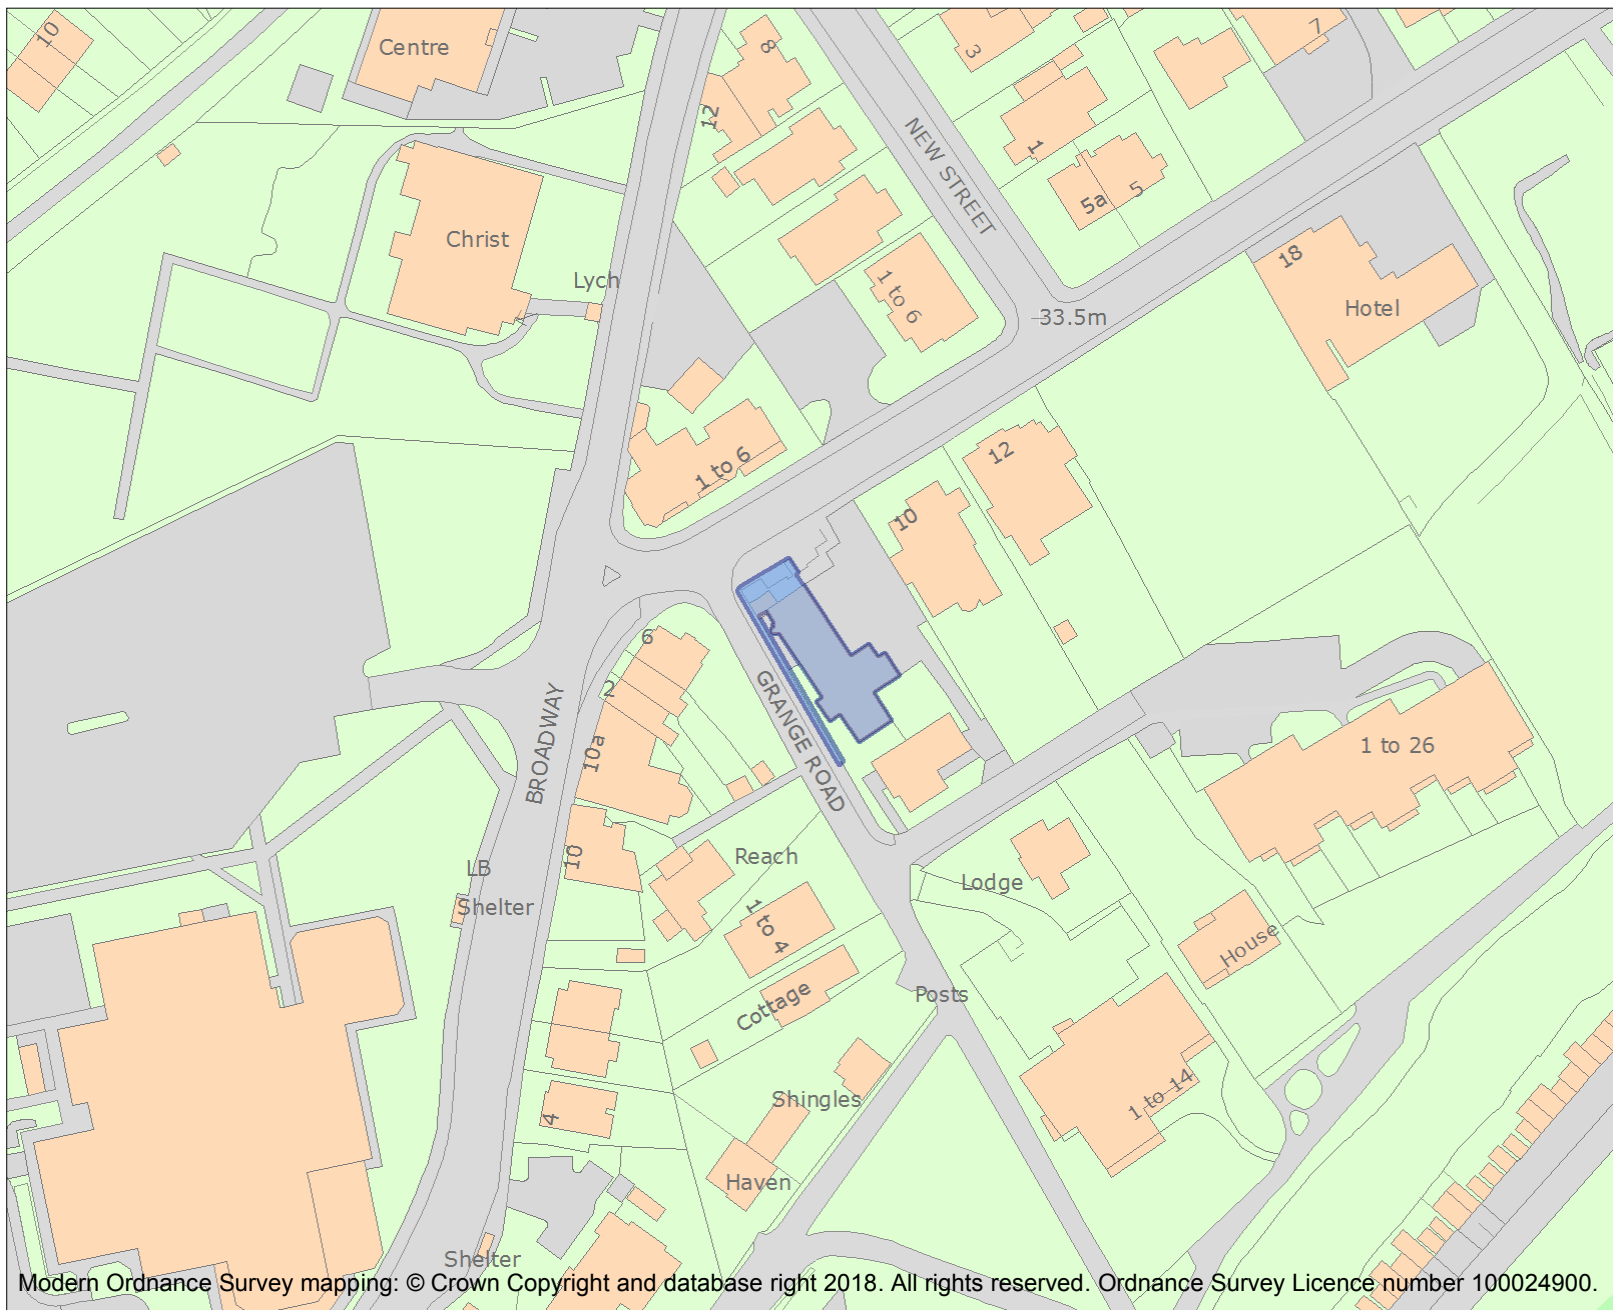 10
Centre
8
3
7
12
NEW STREET
1
5a
5
Christ
Lych
18
1 to 6
33.5m
Hotel
1 to 6
12
10
6
2
GRANGE ROAD
BROADWAY
10a
1 to 26
10
Reach
LB
Lodge
Shelter
1 to 4
House
Cottage
Posts
Shingles
1 to 14
4
Haven
Shelter
Modern Ordnance Survey mapping: © Crown Copyright and database right 2018. All rights reserved. Ordnance Survey Licence number 100024900.